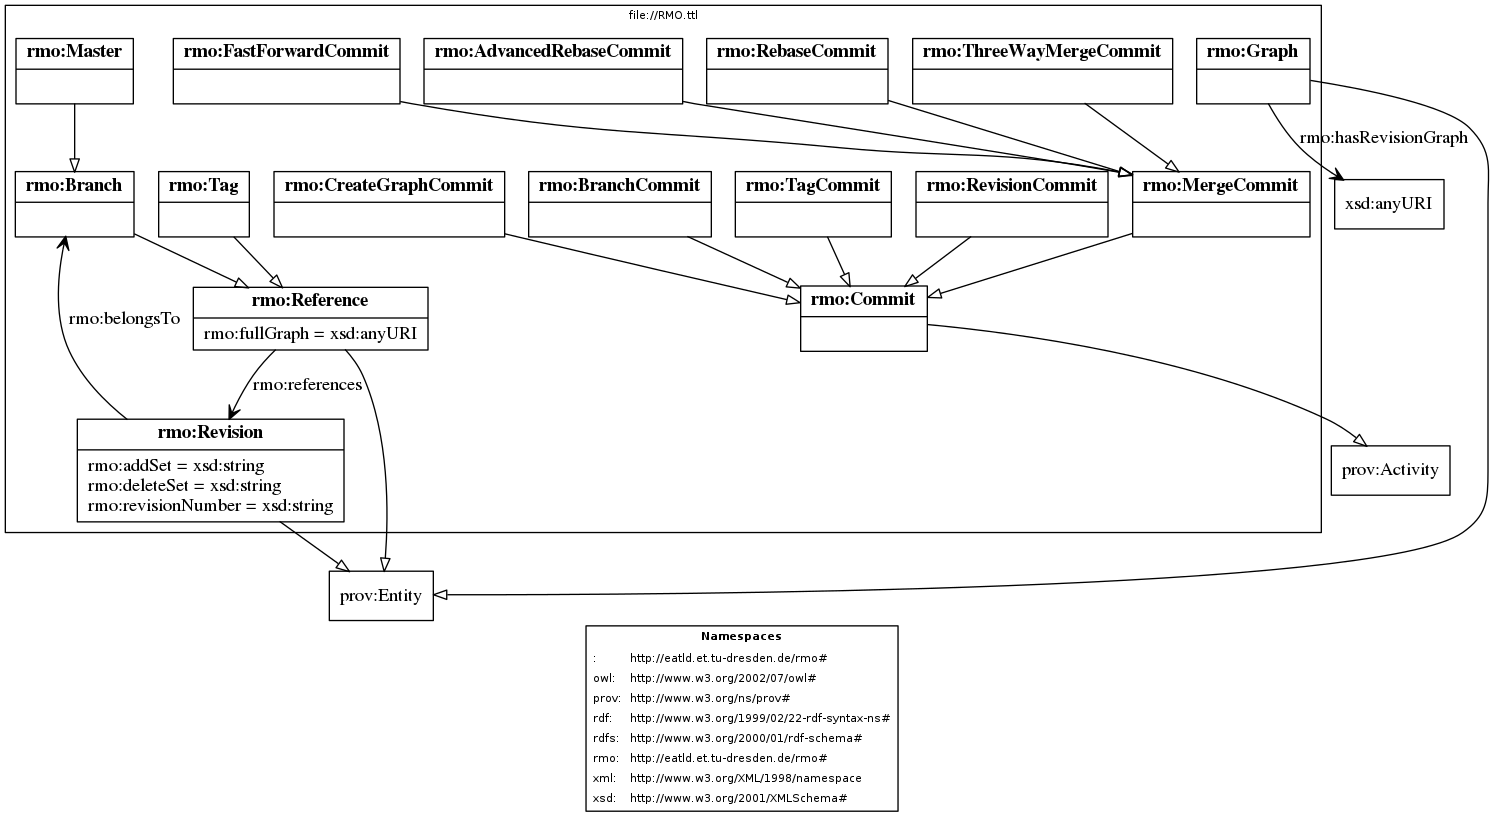 file://RMO.ttl
rmo:Master
rmo:FastForwardCommit
rmo:AdvancedRebaseCommit
rmo:RebaseCommit
rmo:ThreeWayMergeCommit
rmo:Graph
rmo:hasRevisionGraph
rmo:Branch
rmo:Tag
rmo:CreateGraphCommit
rmo:BranchCommit
rmo:TagCommit
rmo:RevisionCommit
rmo:MergeCommit
xsd:anyURI
rmo:Reference
rmo:fullGraph = xsd:anyURI
rmo:Commit
rmo:belongsTo
rmo:references
rmo:Revision
rmo:addSet = xsd:string
rmo:deleteSet = xsd:string
rmo:revisionNumber = xsd:string
prov:Activity
prov:Entity
Namespaces
: http://eatld.et.tu-dresden.de/rmo#
owl: http://www.w3.org/2002/07/owl#
prov: http://www.w3.org/ns/prov#
rdf: http://www.w3.org/1999/02/22-rdf-syntax-ns#
rdfs: http://www.w3.org/2000/01/rdf-schema#
rmo: http://eatld.et.tu-dresden.de/rmo#
xml: http://www.w3.org/XML/1998/namespace
xsd: http://www.w3.org/2001/XMLSchema#